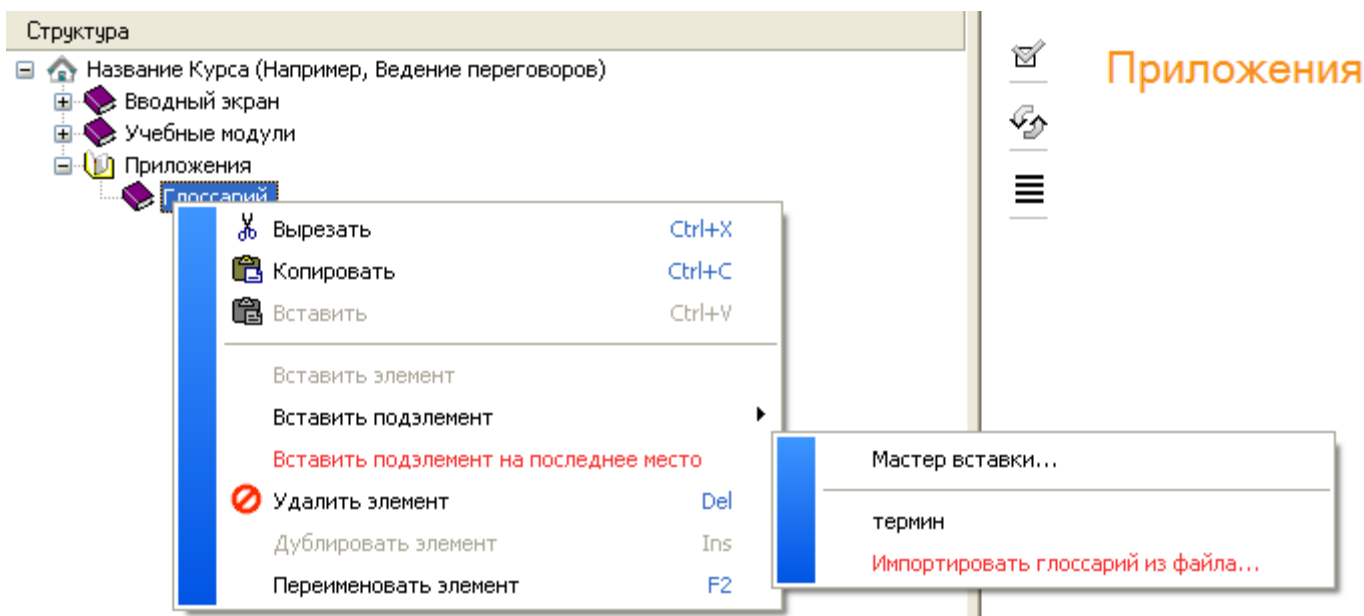 Структура
Название Курса (Например, Ведение переговоров)
Вводный экран
Учебные модули
Приложения
Глоссарий
Вырезать Ctrl+X
Копировать Ctrl+C
Вставить Ctrl+V
Вставить элемент
Вставить подэлемент
Вставить подэлемент на последнее место
Удалить элемент Del
Дублировать элемент Ins
Переименовать элемент F2
Мастер вставки...
термин
Импортировать глоссарий из файла...
Приложения